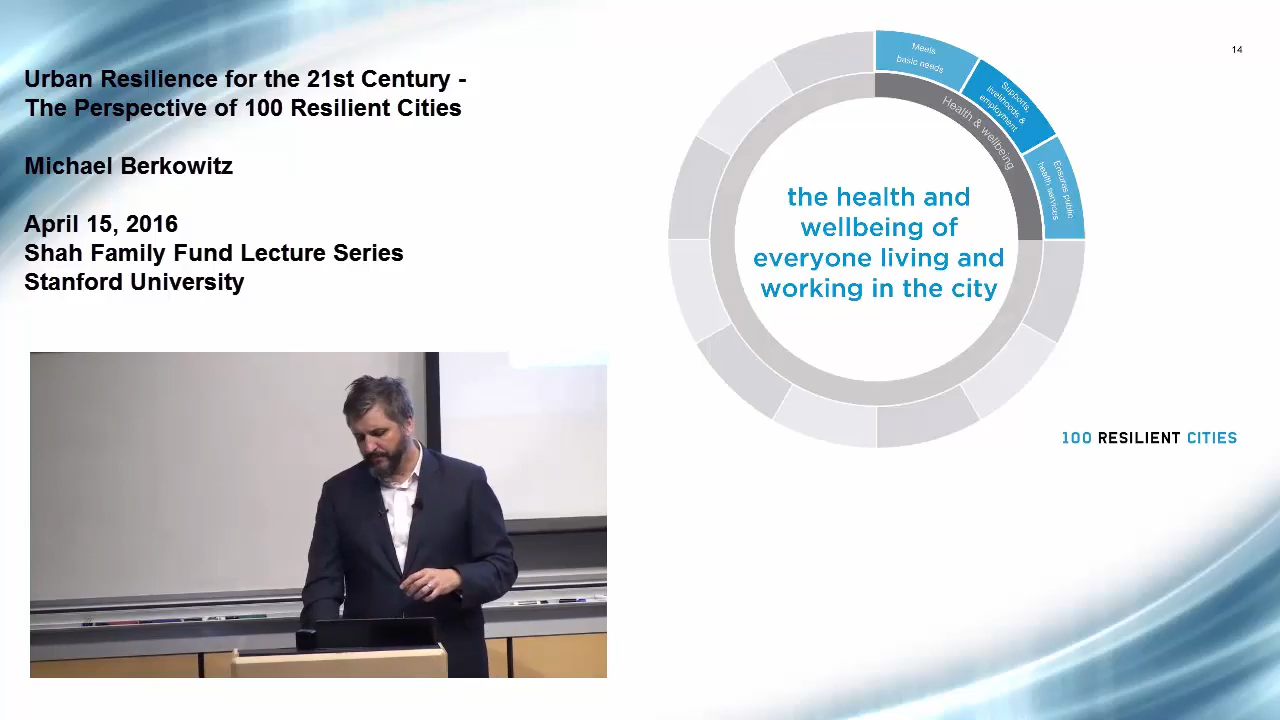 Urban Resilience for the 21st Century -
The Perspective of 100 Resilient Cities
Michael Berkowitz
April 15, 2016
Shah Family Fund Lecture Series
Stanford University
14
Meets
basic needs
Supports
livelihoods &
employment
Ensures public
health services
Health & wellbeing
the health and
wellbeing of
everyone living and
working in the city
100 RESILIENT CITIES